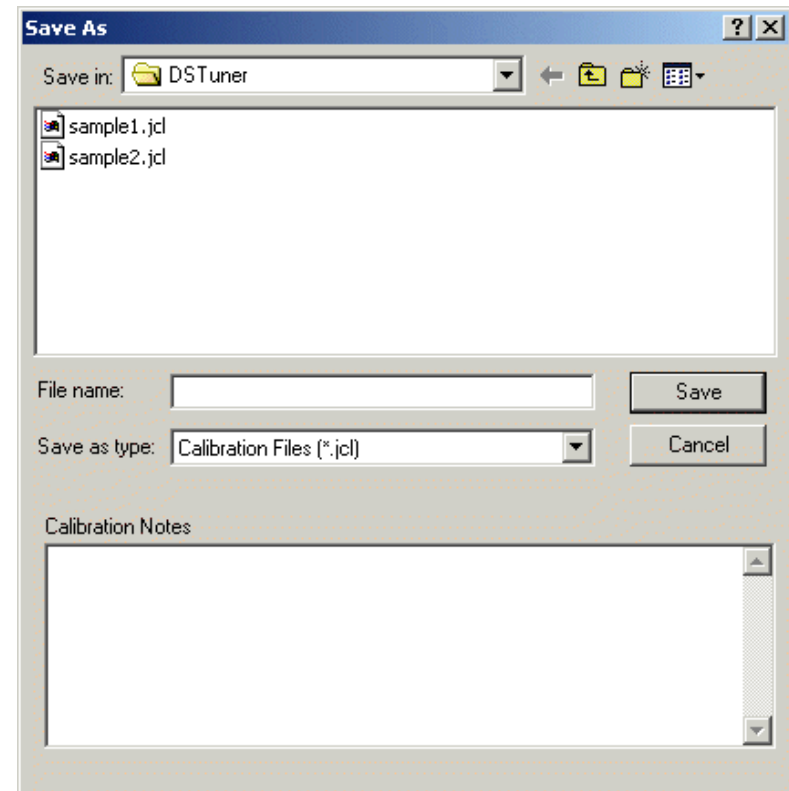 Save As
Save in: DSTuner
sample1.jcl
sample2.jcl
File name:
Save
Save as type: Calibration Files (*.jcl)
Cancel
Calibration Notes